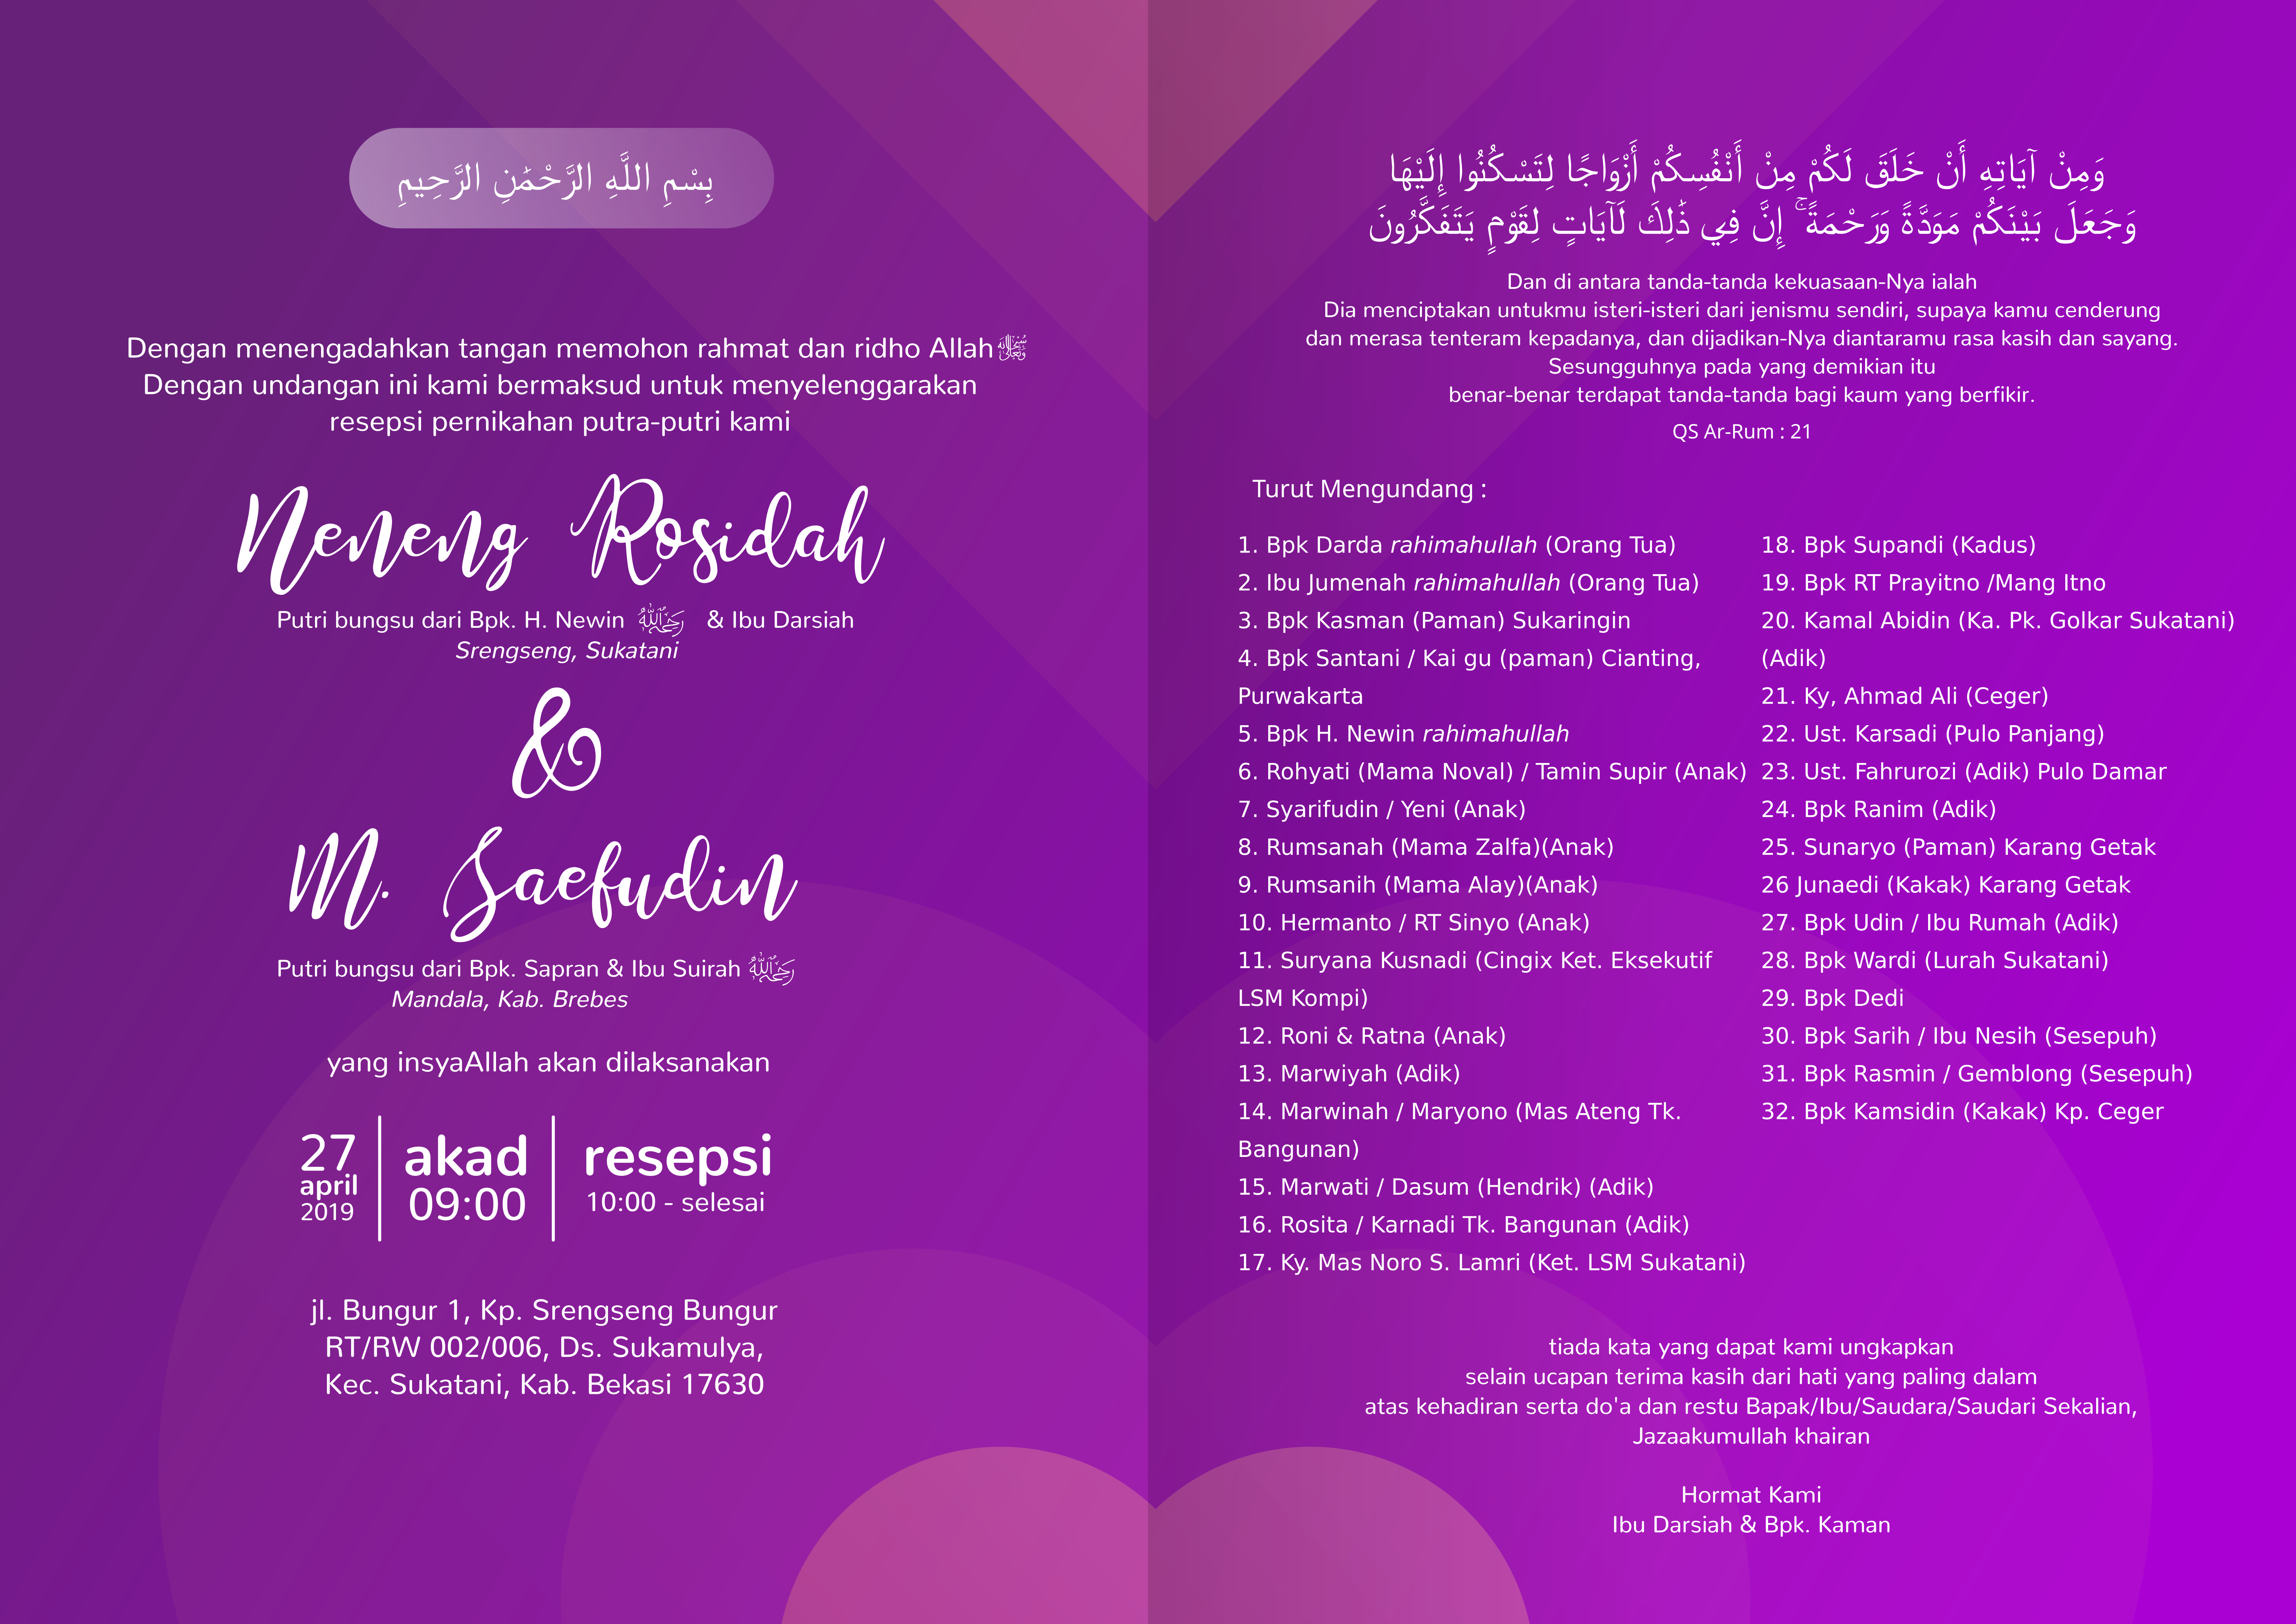 بِسْمِ اللَّهِ الرَّحْمَٰنِ الرَّحِيمِ
Dengan menengadahkan tangan memohon rahmat dan ridho Allah ﷾
Dengan undangan ini kami bermaksud untuk menyelenggarakan
resepsi pernikahan putra-putri kami
Neneng Rosidah
Putri bungsu dari Bpk. H. Newin رحمه الله & Ibu Darsiah
Srengseng, Sukatani
&
M. Saefudin
Putri bungsu dari Bpk. Sapran & Ibu Suirah رحمه الله
Mandala, Kab. Brebes
yang insyaAllah akan dilaksanakan
27
april
2019
akad
09:00
resepsi
10:00 - selesai
jl. Bungur 1, Kp. Srengseng Bungur
RT/RW 002/006, Ds. Sukamulya,
Kec. Sukatani, Kab. Bekasi 17630
وَمِنْ آيَاتِهِ أَنْ خَلَقَ لَكُمْ مِنْ أَنْفُسِكُمْ أَزْوَاجًا لِتَسْكُنُوا إِلَيْهَا
وَجَعَلَ بَيْنَكُمْ مَوَدَّةً وَرَحْمَةً ۚ إِنَّ فِي ذَٰلِكَ لَآيَاتٍ لِقَوْمٍ يَتَفَكَّرُونَ
Dan di antara tanda-tanda kekuasaan-Nya ialah
Dia menciptakan untukmu isteri-isteri dari jenismu sendiri, supaya kamu cenderung
dan merasa tenteram kepadanya, dan dijadikan-Nya diantaramu rasa kasih dan sayang.
Sesungguhnya pada yang demikian itu
benar-benar terdapat tanda-tanda bagi kaum yang berfikir.
QS Ar-Rum : 21
Turut Mengundang :
1. Bpk Darda rahimahullah (Orang Tua)
2. Ibu Jumenah rahimahullah (Orang Tua)
3. Bpk Kasman (Paman) Sukaringin
4. Bpk Santani / Kai gu (paman) Cianting,
Purwakarta
5. Bpk H. Newin rahimahullah
6. Rohyati (Mama Noval) / Tamin Supir (Anak)
7. Syarifudin / Yeni (Anak)
8. Rumsanah (Mama Zalfa)(Anak)
9. Rumsanih (Mama Alay)(Anak)
10. Hermanto / RT Sinyo (Anak)
11. Suryana Kusnadi (Cingix Ket. Eksekutif
LSM Kompi)
12. Roni & Ratna (Anak)
13. Marwiyah (Adik)
14. Marwinah / Maryono (Mas Ateng Tk.
Bangunan)
15. Marwati / Dasum (Hendrik) (Adik)
16. Rosita / Karnadi Tk. Bangunan (Adik)
17. Ky. Mas Noro S. Lamri (Ket. LSM Sukatani)
18. Bpk Supandi (Kadus)
19. Bpk RT Prayitno /Mang Itno
20. Kamal Abidin (Ka. Pk. Golkar Sukatani)
(Adik)
21. Ky, Ahmad Ali (Ceger)
22. Ust. Karsadi (Pulo Panjang)
23. Ust. Fahrurozi (Adik) Pulo Damar
24. Bpk Ranim (Adik)
25. Sunaryo (Paman) Karang Getak
26 Junaedi (Kakak) Karang Getak
27. Bpk Udin / Ibu Rumah (Adik)
28. Bpk Wardi (Lurah Sukatani)
29. Bpk Dedi
30. Bpk Sarih / Ibu Nesih (Sesepuh)
31. Bpk Rasmin / Gemblong (Sesepuh)
32. Bpk Kamsidin (Kakak) Kp. Ceger
tiada kata yang dapat kami ungkapkan
selain ucapan terima kasih dari hati yang paling dalam
atas kehadiran serta do'a dan restu Bapak/Ibu/Saudara/Saudari Sekalian,
Jazaakumullah khairan
Hormat Kami
Ibu Darsiah & Bpk. Kaman